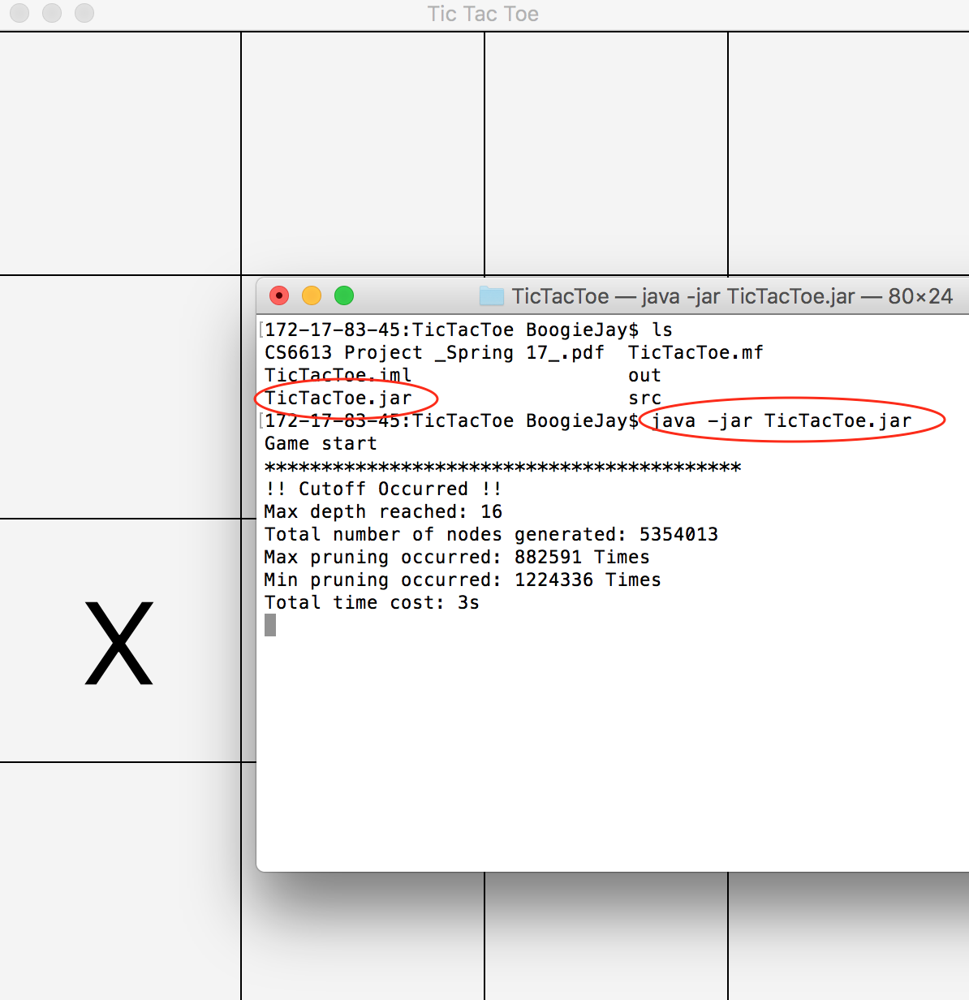 Tic Tac Toe
TicTacToe — java -jar TicTacToe.jar — 80×24
[172-17-83-45:TicTacToe BoogieJay$ ls
CS6613 Project _Spring 17_.pdf  TicTacToe.mf
TicTacToe.iml                   out
TicTacToe.jar                   src
[172-17-83-45:TicTacToe BoogieJay$ java -jar TicTacToe.jar
Game start
******************************************
!! Cutoff Occurred !!
Max depth reached: 16
Total number of nodes generated: 5354013
Max pruning occurred: 882591 Times
Min pruning occurred: 1224336 Times
Total time cost: 3s
X